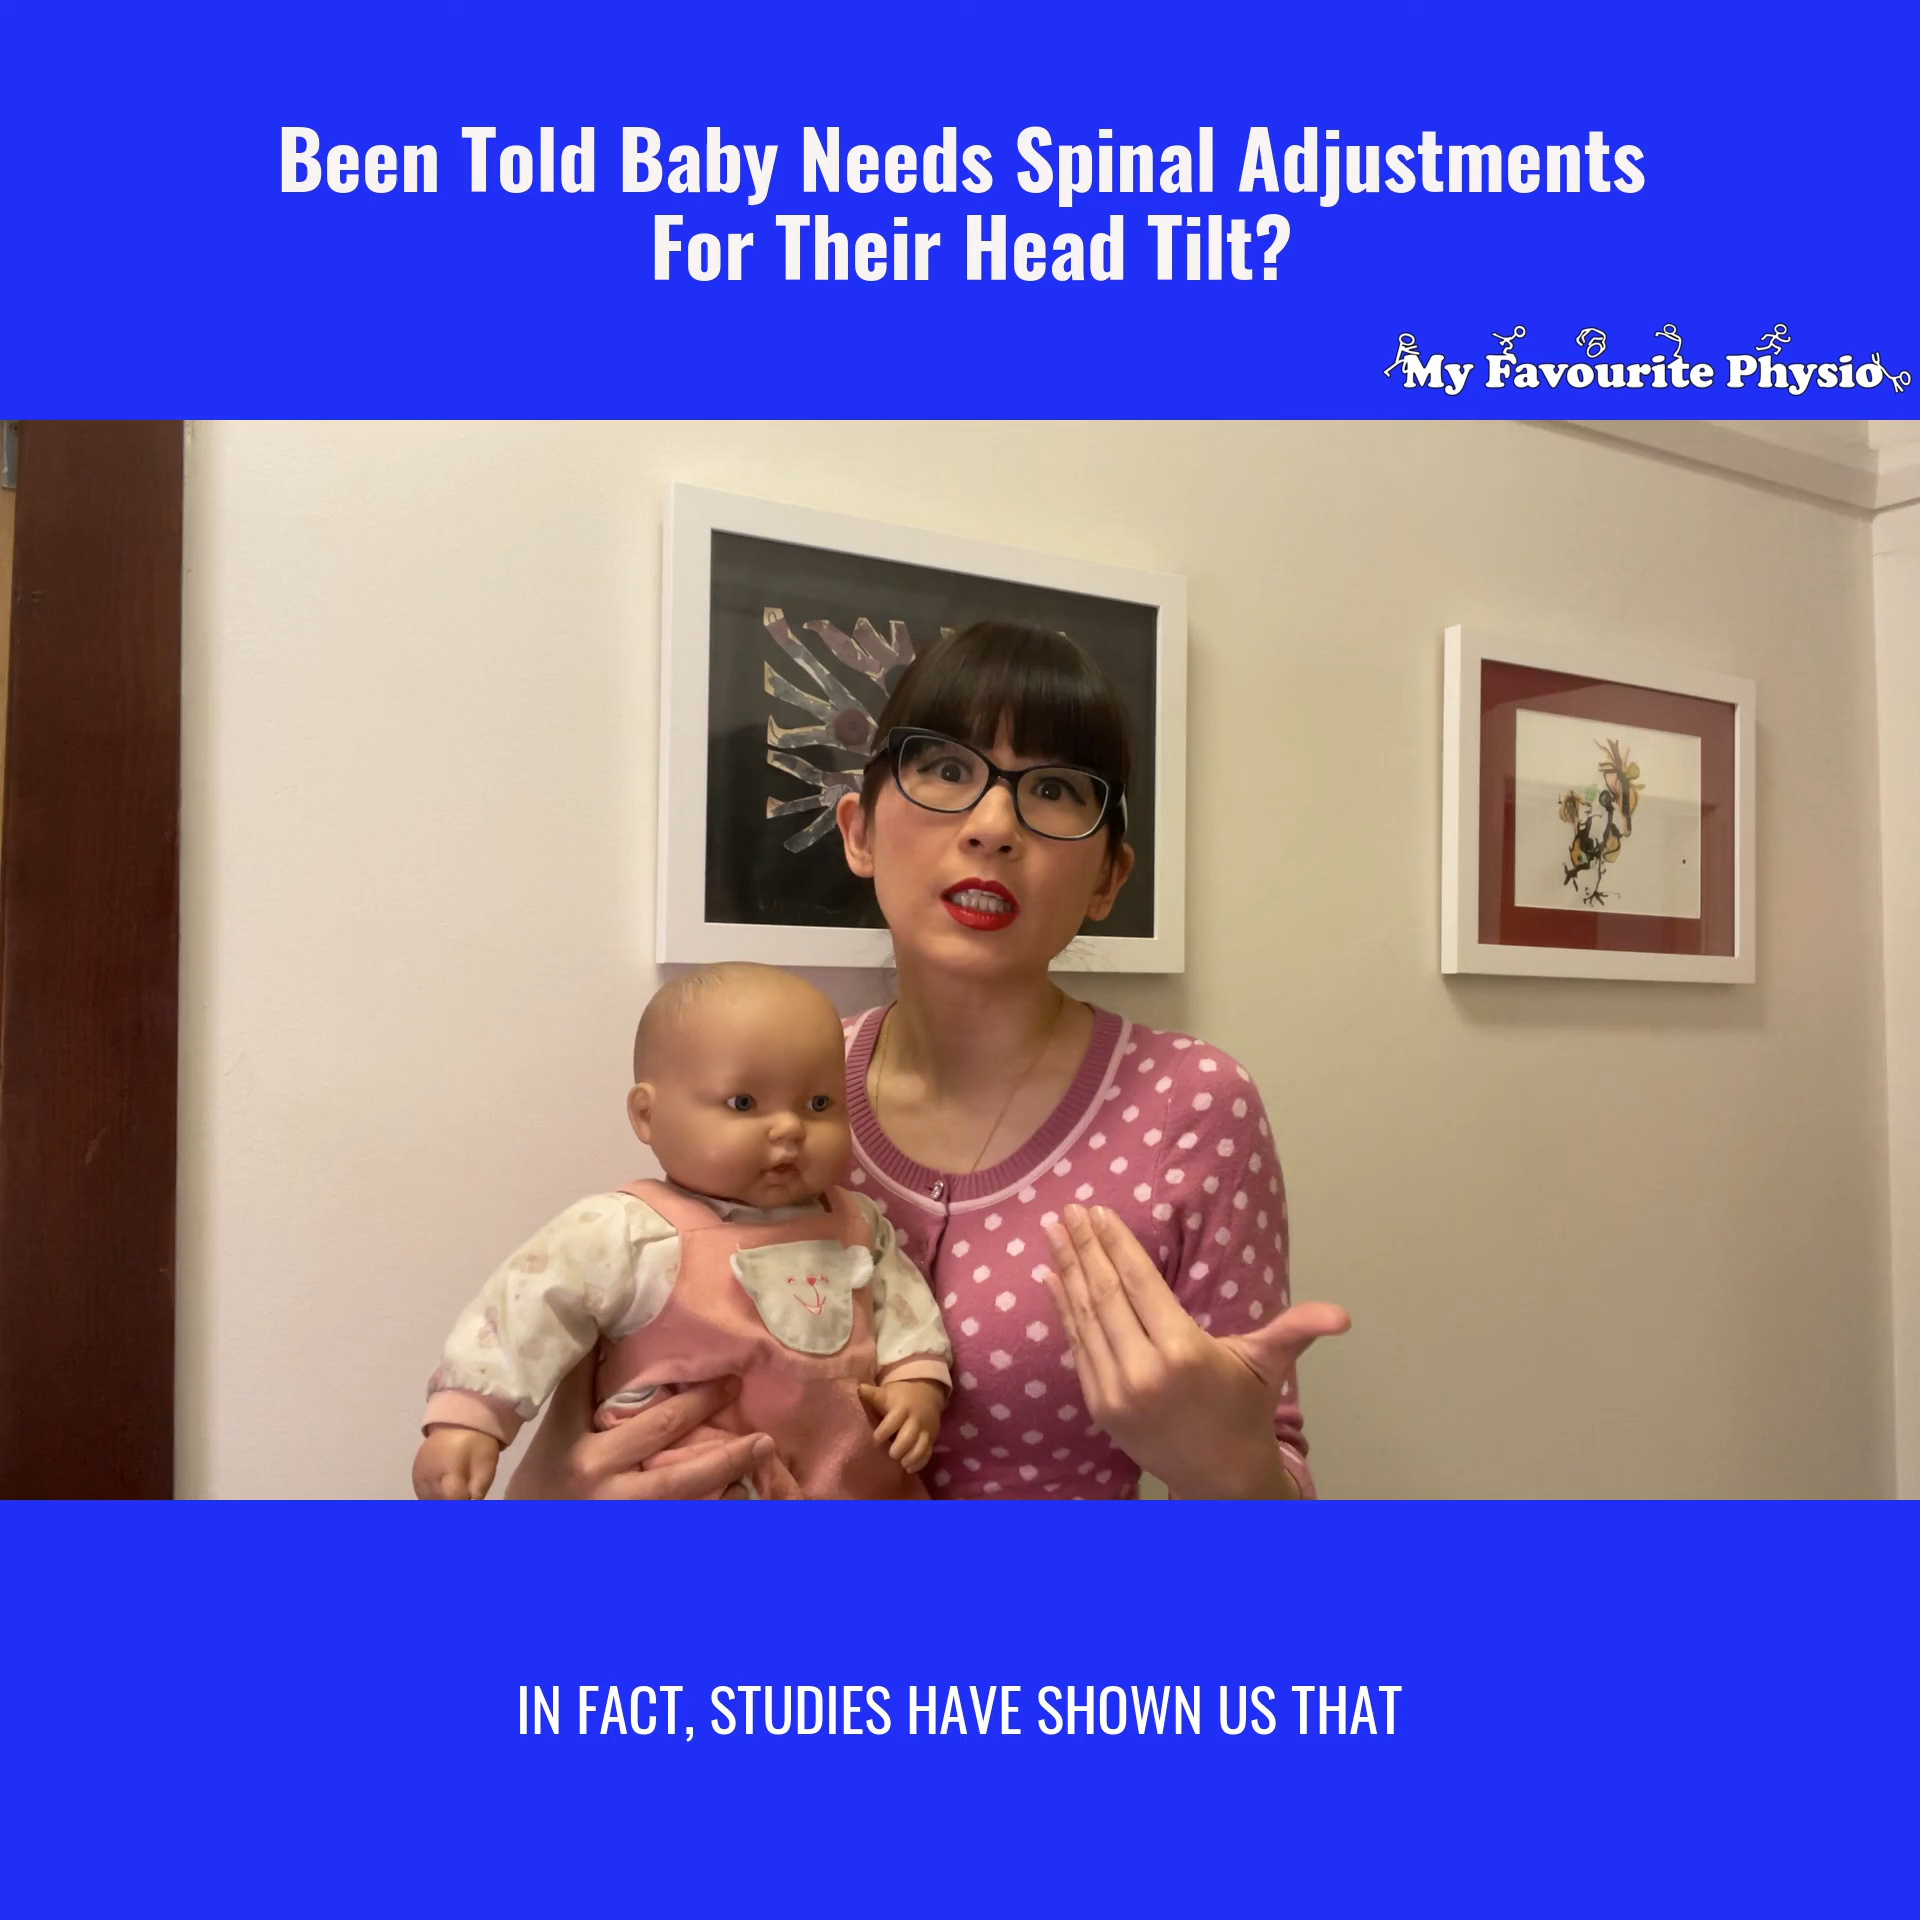 Been Told Baby Needs Spinal Adjustments
For Their Head Tilt?
My Favourite Physio
IN FACT, STUDIES HAVE SHOWN US THAT